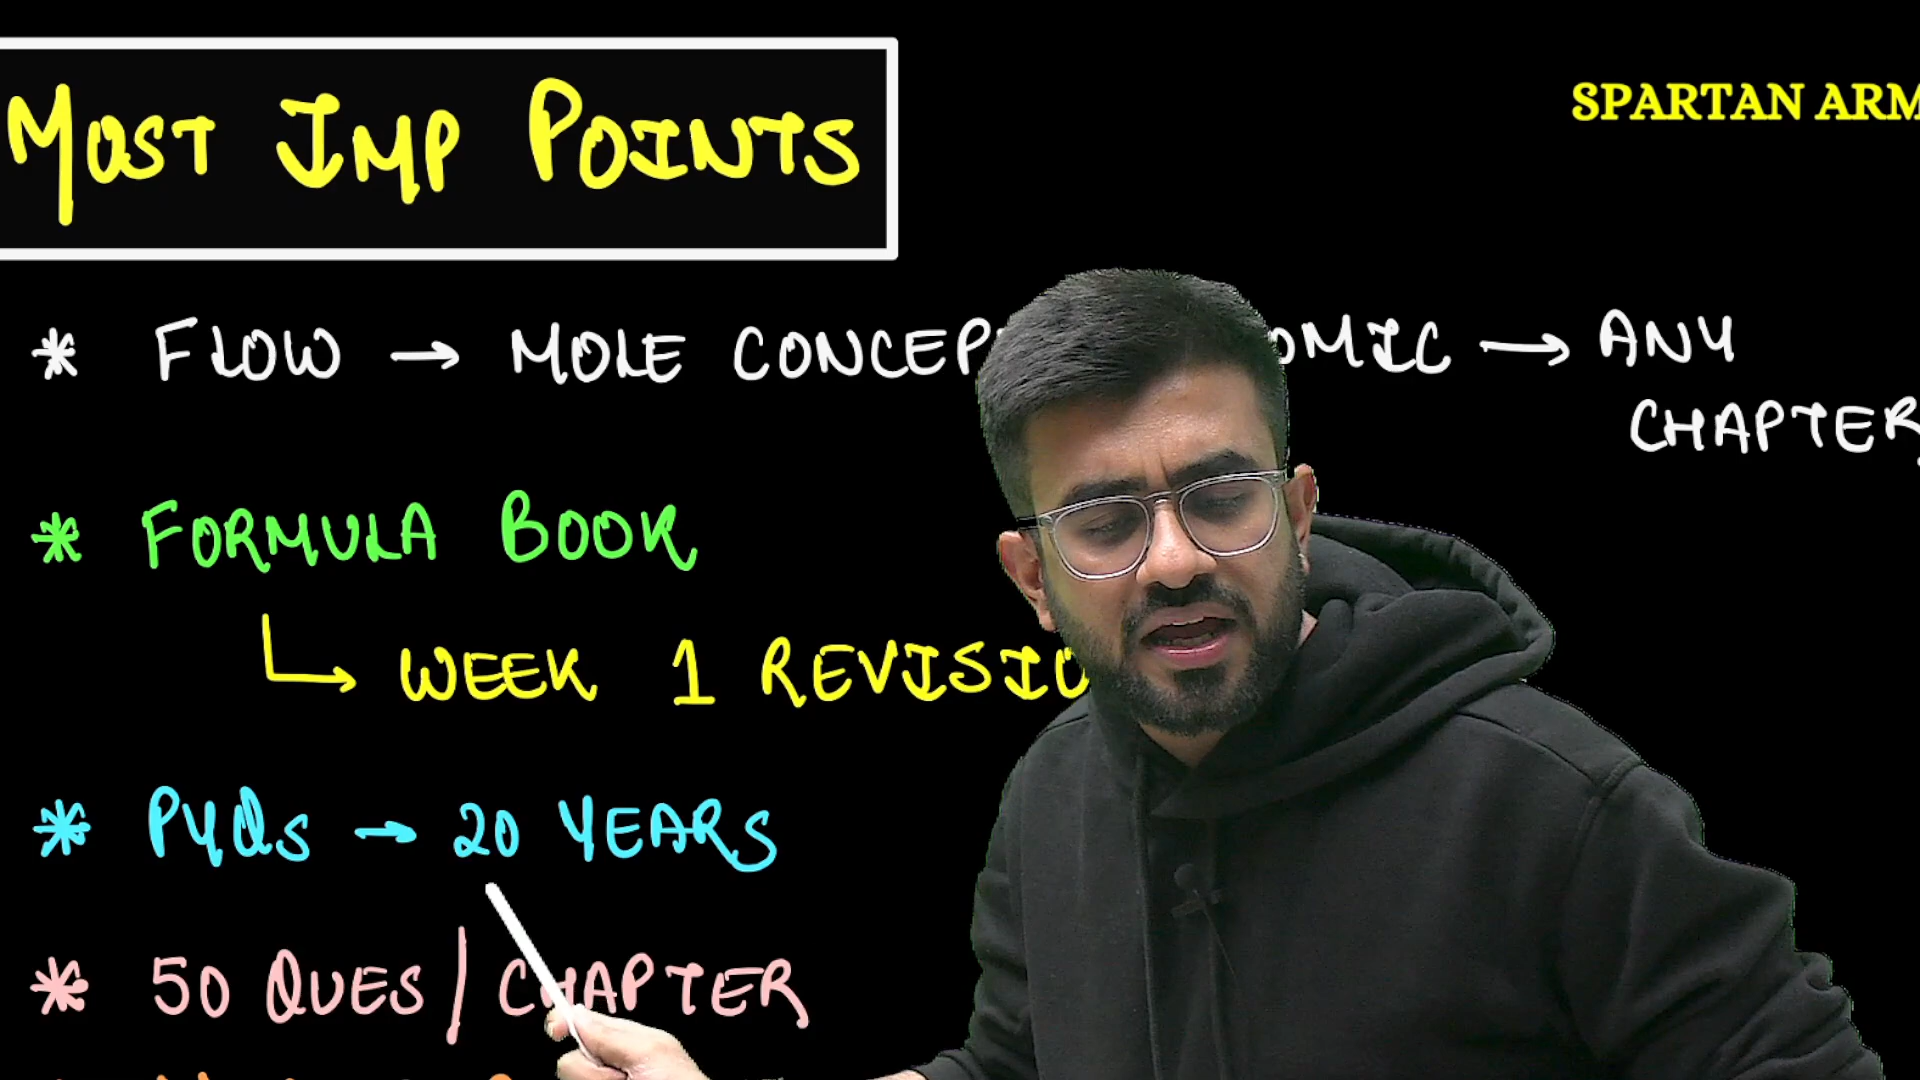 MOST IMP POINTS
SPARTAN ARM
* FLOW → MOLE CONCEP OMIC → ANY
CHAPTER
* FORMULA BOOK
↳ WEEK 1 REVISIO
* PYQs → 20 YEARS
* 50 QUES / CHAPTER